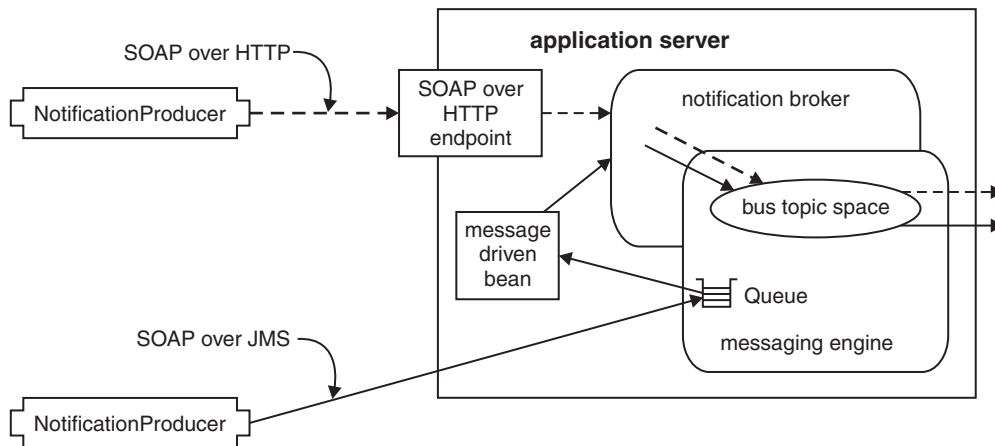 application server
SOAP over HTTP
NotificationProducer
SOAP over
HTTP
endpoint
notification broker
bus topic space
message
driven
bean
Queue
SOAP over JMS
messaging engine
NotificationProducer